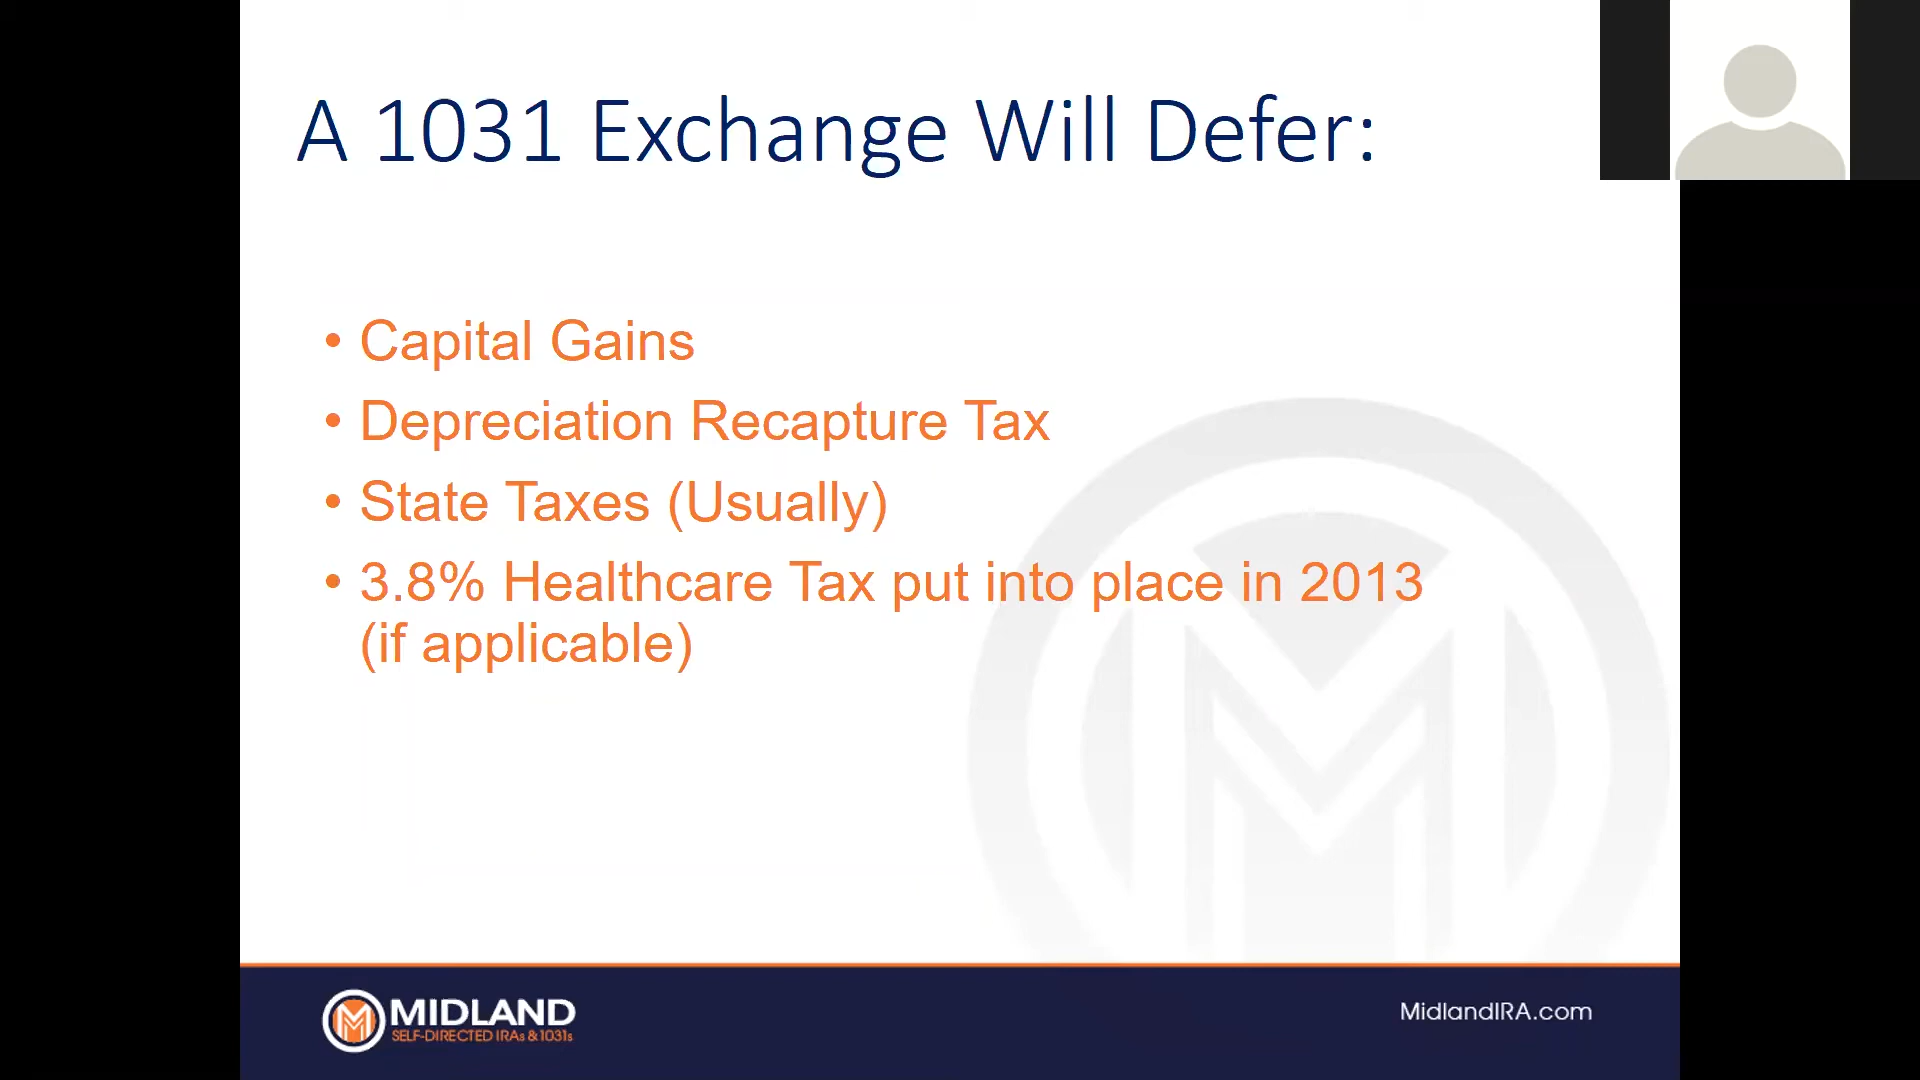 A 1031 Exchange Will Defer:
• Capital Gains
• Depreciation Recapture Tax
• State Taxes (Usually)
• 3.8% Healthcare Tax put into place in 2013
(if applicable)
MIDLAND
SELF-DIRECTED IRAs & 1031s
MidlandIRA.com